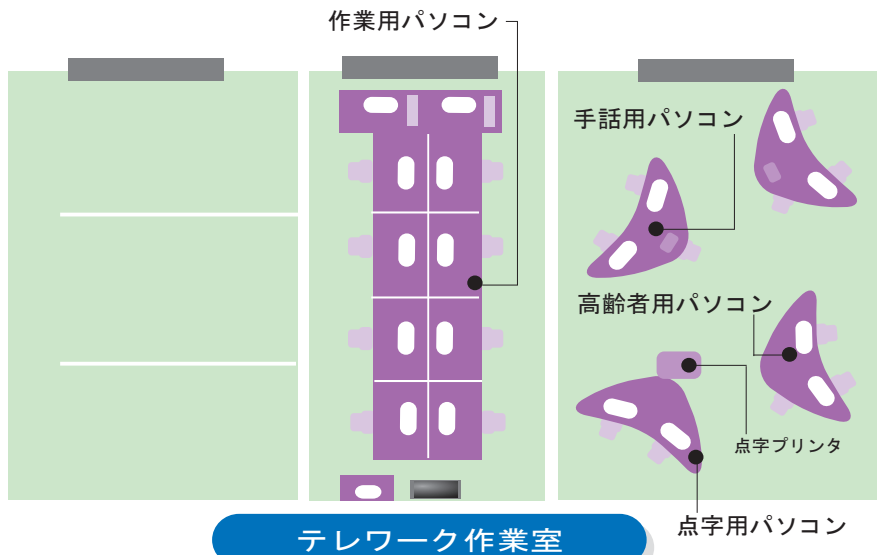 作業用パソコン
手話用パソコン
高齢者用パソコン
点字プリンタ
点字用パソコン
テレワーク作業室